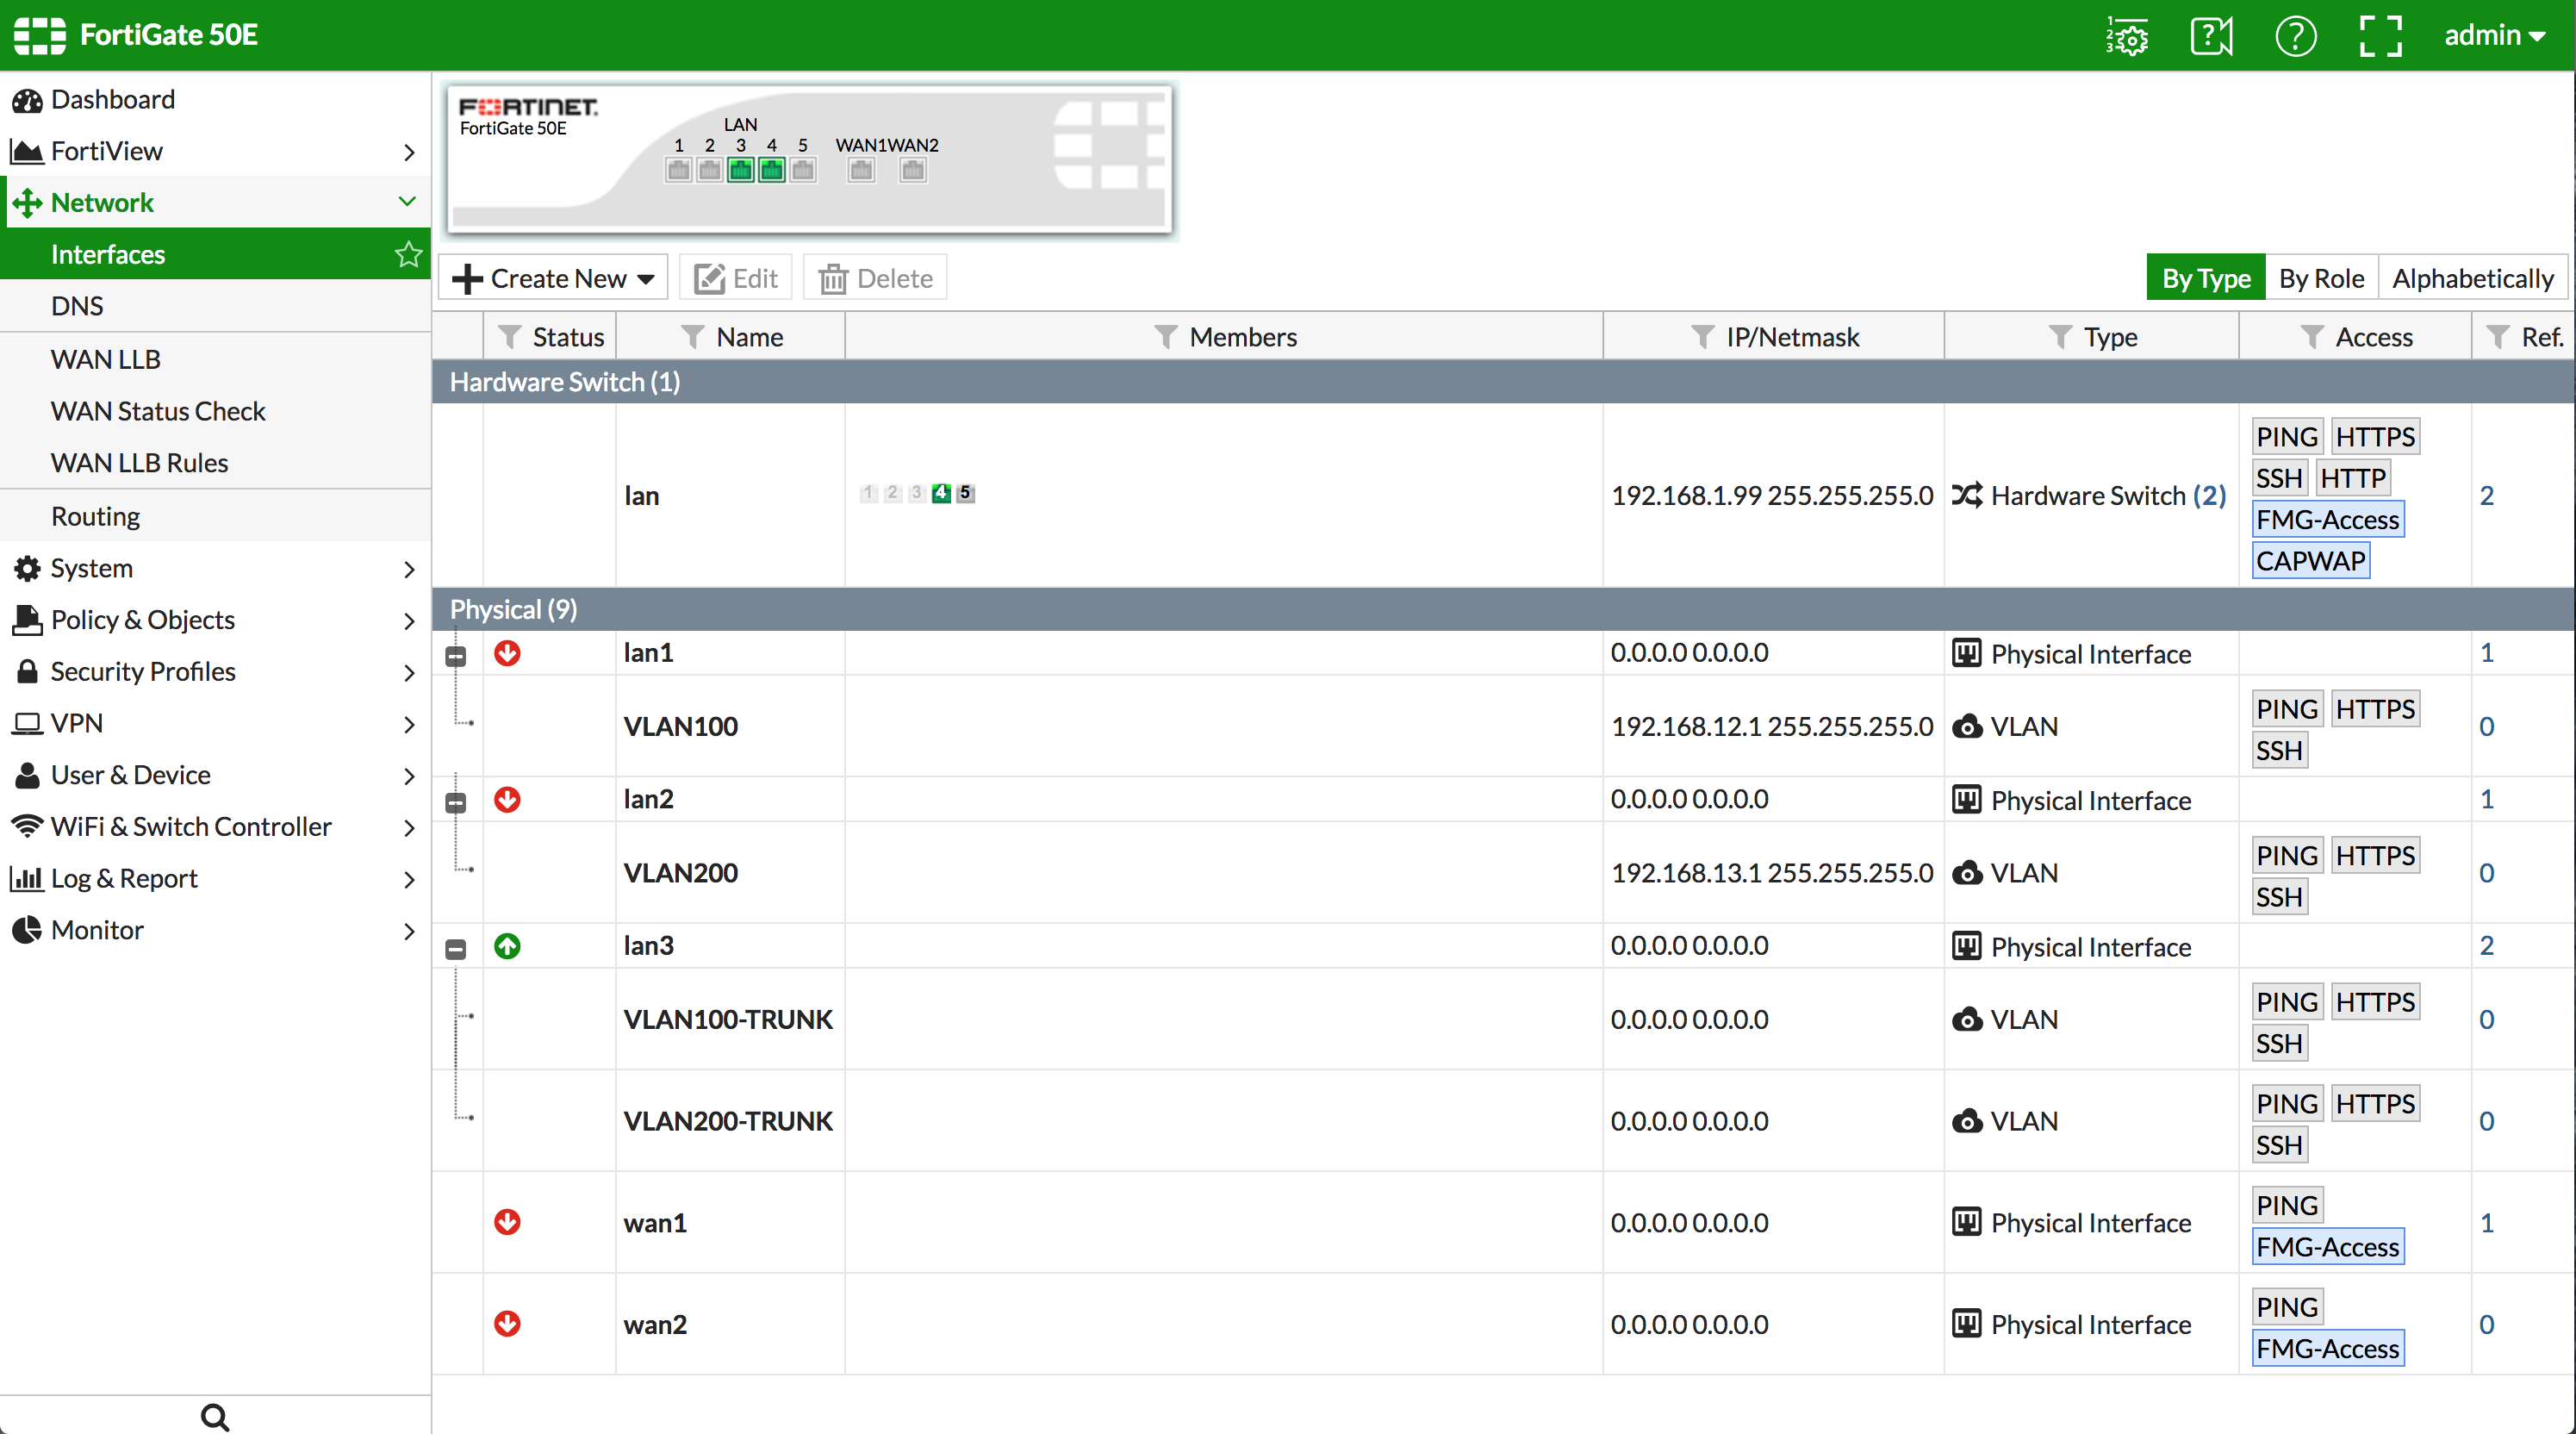 FortiGate 50E
1
2
3
?
?
admin
Dashboard
FortiView
Network
Interfaces
DNS
WAN LLB
WAN Status Check
WAN LLB Rules
Routing
System
Policy & Objects
Security Profiles
VPN
User & Device
WiFi & Switch Controller
Log & Report
Monitor
FORTINET
FortiGate 50E
LAN
1 2 3 4 5 WAN1 WAN2
Create New Edit Delete By Type By Role Alphabetically
Status Name Members IP/Netmask Type Access Ref.
Hardware Switch (1)
lan 1 2 3 4 5 192.168.1.99 255.255.255.0 Hardware Switch (2) PING HTTPS 2
SSH HTTP
FMG-Access
CAPWAP
Physical (9)
lan1 0.0.0.0 0.0.0.0 Physical Interface 1
VLAN100 192.168.12.1 255.255.255.0 VLAN PING HTTPS 0
SSH
lan2 0.0.0.0 0.0.0.0 Physical Interface 1
VLAN200 192.168.13.1 255.255.255.0 VLAN PING HTTPS 0
SSH
lan3 0.0.0.0 0.0.0.0 Physical Interface 2
VLAN100-TRUNK 0.0.0.0 0.0.0.0 VLAN PING HTTPS 0
SSH
VLAN200-TRUNK 0.0.0.0 0.0.0.0 VLAN PING HTTPS 0
SSH
wan1 0.0.0.0 0.0.0.0 Physical Interface PING 1
FMG-Access
wan2 0.0.0.0 0.0.0.0 Physical Interface PING 0
FMG-Access